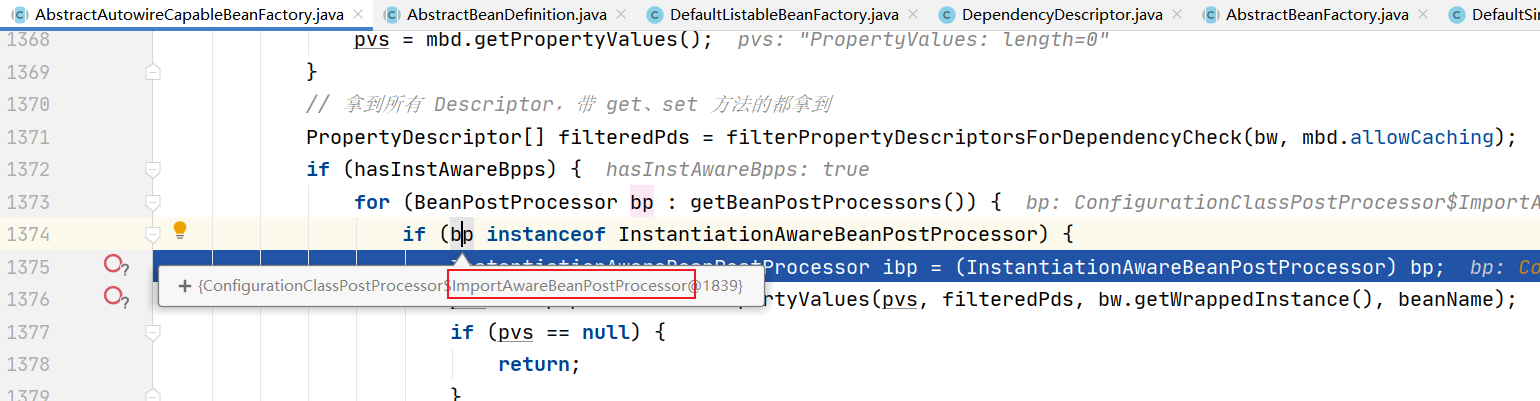 AbstractAutowireCapableBeanFactory.java × AbstractBeanDefinition.java × DefaultListableBeanFactory.java × DependencyDescriptor.java × AbstractBeanFactory.java × DefaultSi
1368 pvs = mbd.getPropertyValues(); pvs: "PropertyValues: length=0"
1369 }
1370 // 拿到所有 Descriptor，带 get、set 方法的都拿到
1371 PropertyDescriptor[] filteredPds = filterPropertyDescriptorsForDependencyCheck(bw, mbd.allowCaching);
1372 if (hasInstAwareBpps) { hasInstAwareBpps: true
1373 for (BeanPostProcessor bp : getBeanPostProcessors()) { bp: ConfigurationClassPostProcessor$ImportA
1374 if (bp instanceof InstantiationAwareBeanPostProcessor) {
1375 InstantiationAwareBeanPostProcessor ibp = (InstantiationAwareBeanPostProcessor) bp; bp: Co
{ConfigurationClassPostProcessor$ImportAwareBeanPostProcessor@1839}
1376 rtyValues(pvs, filteredPds, bw.getWrappedInstance(), beanName);
1377 if (pvs == null) {
1378 return;
1379 }